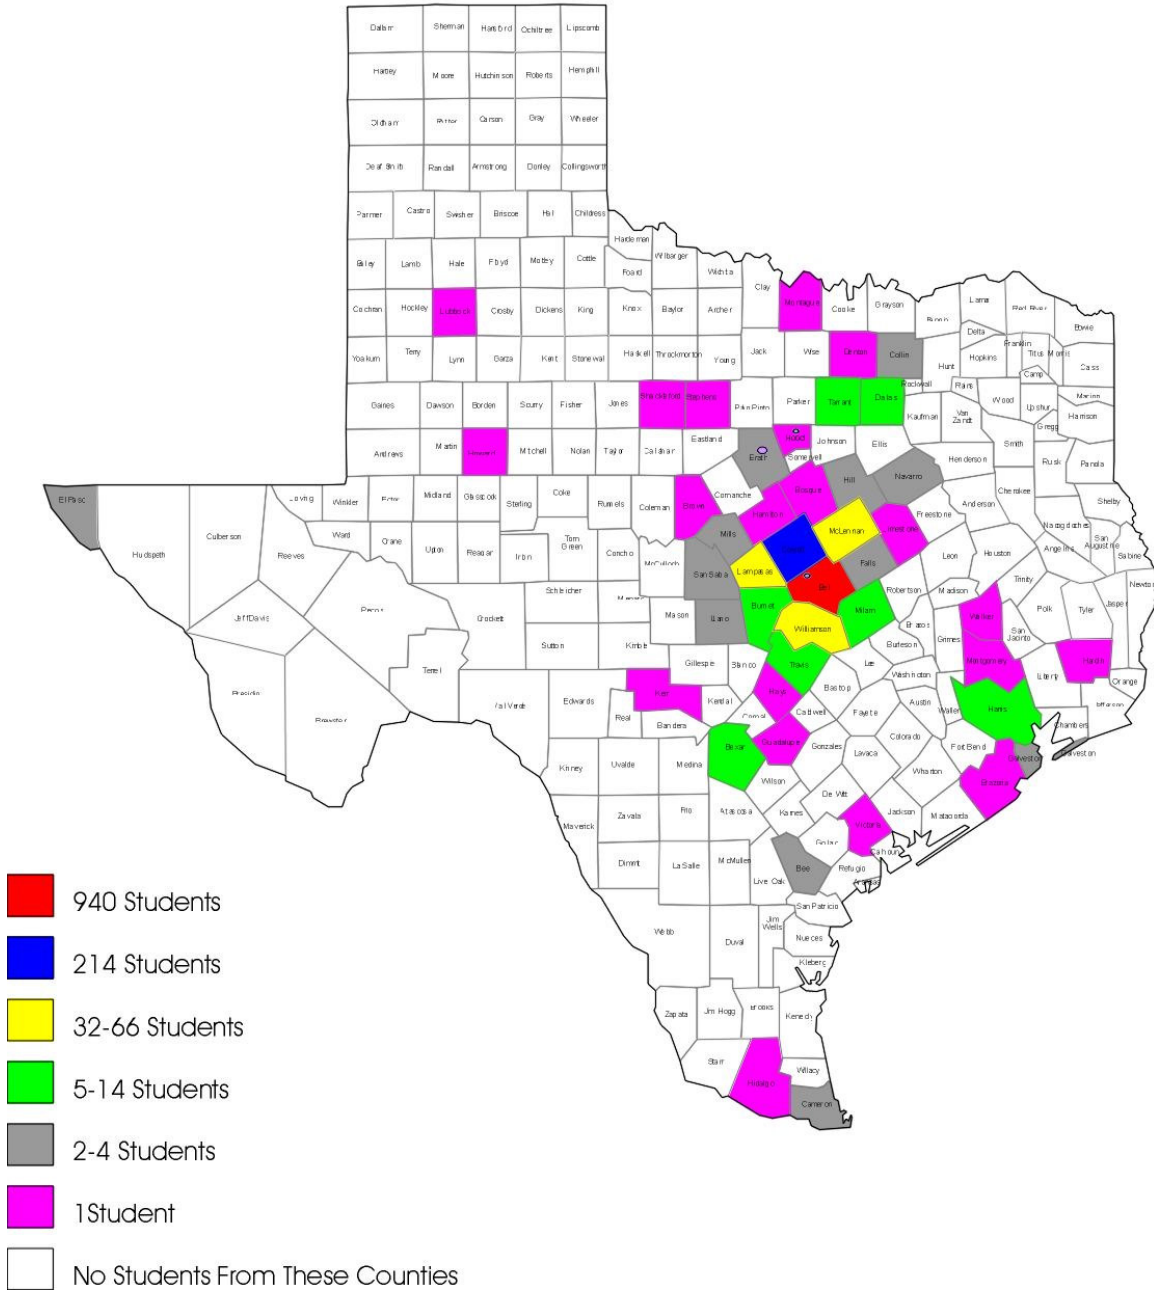 Dallam Sherman Hansford Ochiltree Lipscomb
Hartley Moore Hutchinson Roberts Hemphill
Oldham Potter Carson Gray Wheeler
Deaf Smith Randall Armstrong Donley Collingsworth
Parmer Castro Swisher Briscoe Hall Childress
Hardeman
Bailey Lamb Hale Floyd Motley Cottle Foard Wilbarger Wichita
Clay Montague Cooke Grayson Lamar Red River Bowie
Cochran Hockley Lubbock Crosby Dickens King Knox Baylor Archer
Delta Franklin Titus Morris Cass
Yoakum Terry Lynn Garza Kent Stonewall Haskell Throckmorton Young Jack Wise Denton Collin Hunt Hopkins
Camp Rockwall Rains Wood Upshur Marion
Gaines Dawson Borden Scurry Fisher Jones Shackelford Stephens Palo Pinto Parker Tarrant Dallas Kaufman Van Zandt Gregg Harrison
Andrews Martin Howard Mitchell Nolan Taylor Callahan Eastland Erath Hood Somervell Johnson Ellis Henderson Smith Rusk Panola
El Paso Loving Winkler Ector Midland Glasscock Sterling Coke Runnels Coleman Brown Comanche Hamilton Bosque Hill Navarro Anderson Cherokee Shelby
Hudspeth Culberson Reeves Ward Crane Upton Reagan Irion Tom Green Concho McCulloch Mills Coryell McLennan Limestone Freestone Nacogdoches San Augustine Sabine
San Saba Lampasas Bell Falls Leon Houston Angelina Newton
Jeff Davis Pecos Crockett Schleicher Mason Llano Burnet Milam Robertson Madison Trinity Polk Tyler Jasper
Williamson Brazos Grimes Walker San Jacinto
Presidio Brewster Terrell Sutton Kimble Gillespie Blanco Travis Lee Burleson Washington Montgomery Liberty Hardin Orange
Val Verde Edwards Kerr Real Bandera Kendall Comal Hays Bastrop Caldwell Fayette Austin Waller Harris Chambers Jefferson
Kinney Uvalde Medina Bexar Guadalupe Gonzales Lavaca Colorado Fort Bend Galveston Galveston
Wilson Wharton Brazoria
Maverick Zavala Frio Atascosa Karnes De Witt Victoria Jackson Matagorda
Dimmit La Salle McMullen Live Oak Bee Goliad Refugio Calhoun Aransas
Webb Duval Jim Wells San Patricio Nueces Kleberg
Zapata Jim Hogg Brooks Kenedy
Starr Hidalgo Willacy Cameron
940 Students
214 Students
32-66 Students
5-14 Students
2-4 Students
1Student
No Students From These Counties